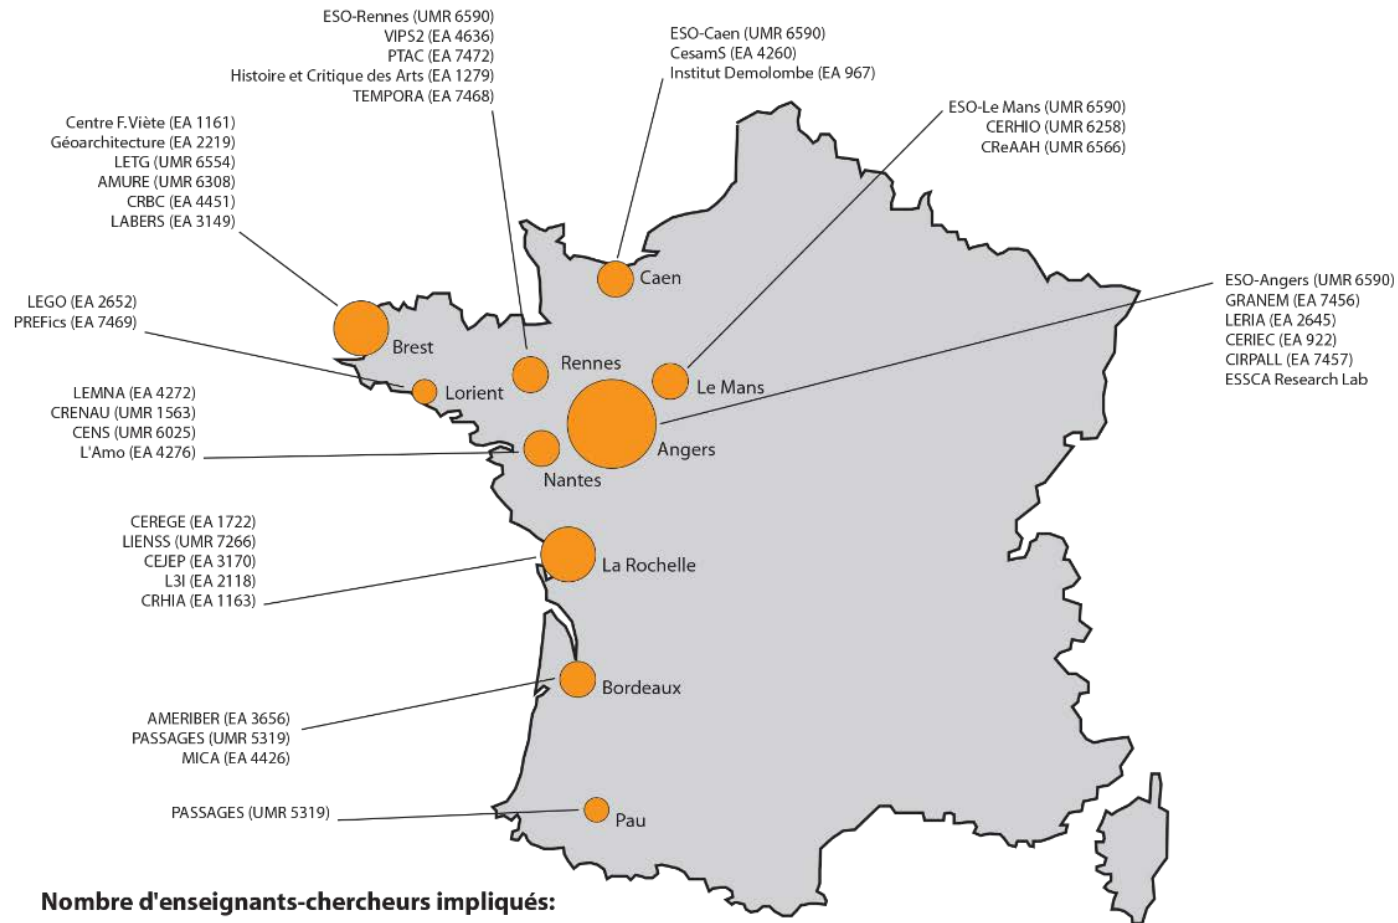 ESO-Rennes (UMR 6590)
VIPS2 (EA 4636)
PTAC (EA 7472)
Histoire et Critique des Arts (EA 1279)
TEMPORA (EA 7468)
ESO-Caen (UMR 6590)
CesamS (EA 4260)
Institut Demolombe (EA 967)
ESO-Le Mans (UMR 6590)
CERHIO (UMR 6258)
CReAAH (UMR 6566)
Centre F.Viète (EA 1161)
Géoarchitecture (EA 2219)
LETG (UMR 6554)
AMURE (UMR 6308)
CRBC (EA 4451)
LABERS (EA 3149)
ESO-Angers (UMR 6590)
GRANEM (EA 7456)
LERIA (EA 2645)
CERIEC (EA 922)
CIRPALL (EA 7457)
ESSCA Research Lab
LEGO (EA 2652)
PREFics (EA 7469)
Caen
Brest
Rennes
Lorient
Le Mans
Angers
Nantes
LEMNA (EA 4272)
CRENAU (UMR 1563)
CENS (UMR 6025)
L'Amo (EA 4276)
CEREGE (EA 1722)
LIENSS (UMR 7266)
CEJEP (EA 3170)
L3I (EA 2118)
CRHIA (EA 1163)
La Rochelle
Bordeaux
AMERIBER (EA 3656)
PASSAGES (UMR 5319)
MICA (EA 4426)
PASSAGES (UMR 5319)
Pau
Nombre d'enseignants-chercheurs impliqués: